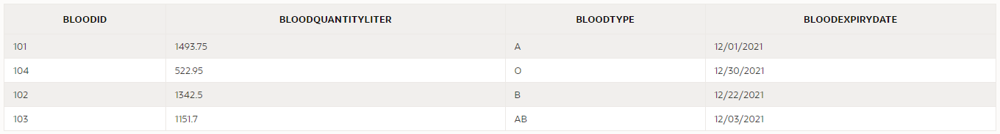 BLOODID BLOODQUANTITYLITER BLOODTYPE BLOODEXPIRYDATE
101 1493.75 A 12/01/2021
104 522.95 O 12/30/2021
102 1342.5 B 12/22/2021
103 1151.7 AB 12/03/2021